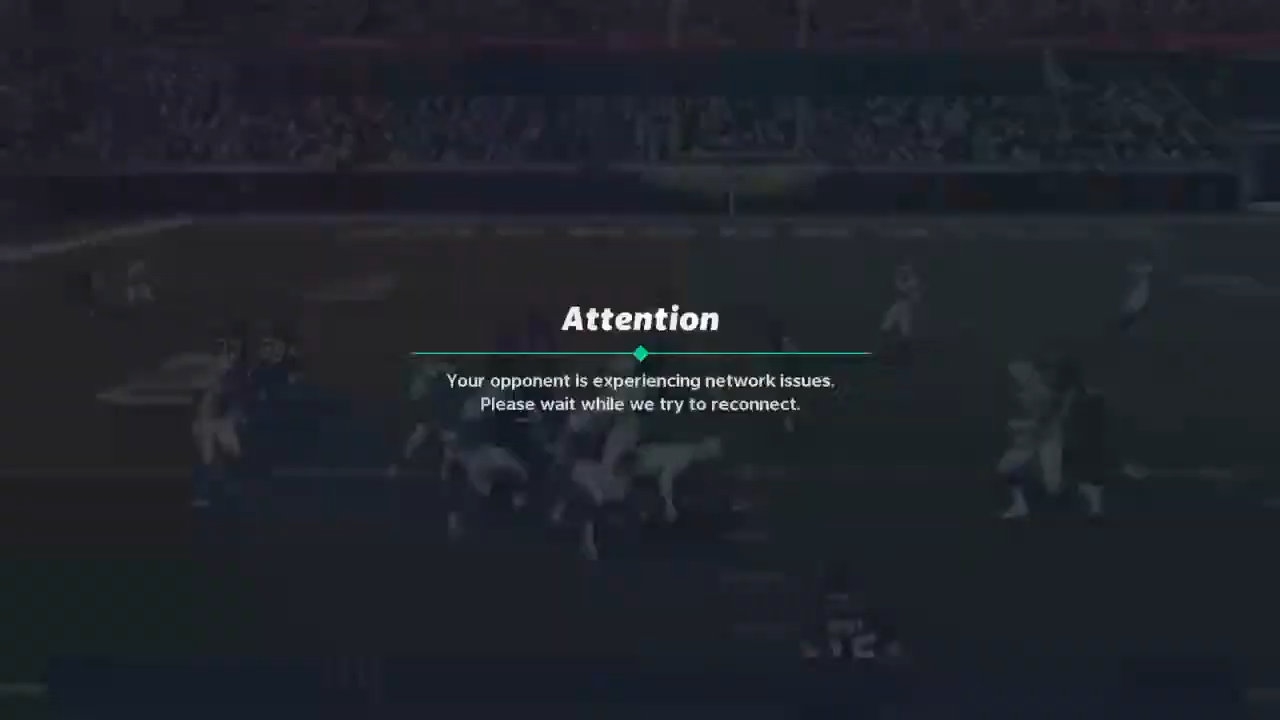 Attention
Your opponent is experiencing network issues.
Please wait while we try to reconnect.